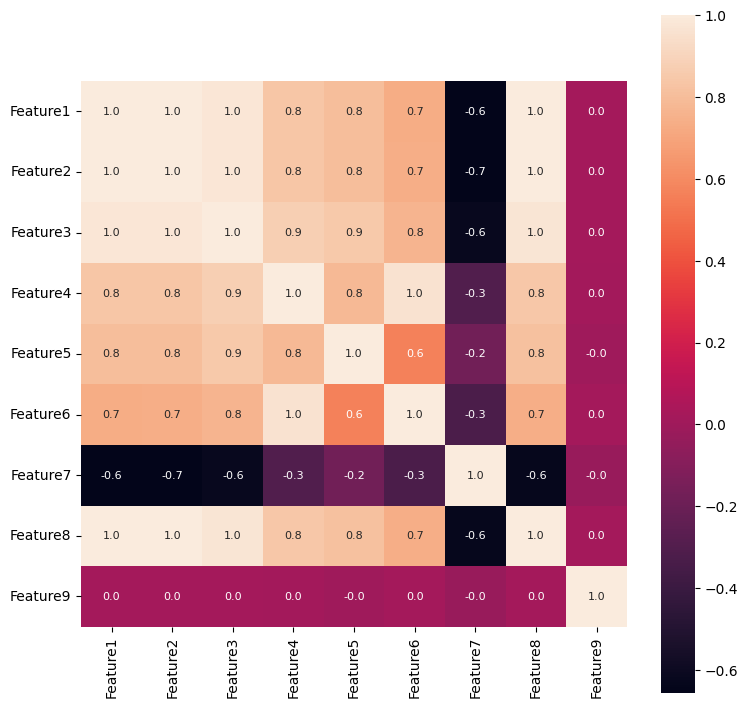 1.0
Feature1 1.0 1.0 1.0 0.8 0.8 0.7 -0.6 1.0 0.0
0.8
Feature2 1.0 1.0 1.0 0.8 0.8 0.7 -0.7 1.0 0.0
0.6
Feature3 1.0 1.0 1.0 0.9 0.9 0.8 -0.6 1.0 0.0
0.4
Feature4 0.8 0.8 0.9 1.0 0.8 1.0 -0.3 0.8 0.0
0.2
Feature5 0.8 0.8 0.9 0.8 1.0 0.6 -0.2 0.8 -0.0
Feature6 0.7 0.7 0.8 1.0 0.6 1.0 -0.3 0.7 0.0
0.0
Feature7 -0.6 -0.7 -0.6 -0.3 -0.2 -0.3 1.0 -0.6 -0.0
-0.2
Feature8 1.0 1.0 1.0 0.8 0.8 0.7 -0.6 1.0 0.0
-0.4
Feature9 0.0 0.0 0.0 0.0 -0.0 0.0 -0.0 0.0 1.0
-0.6
Feature1 Feature2 Feature3 Feature4 Feature5 Feature6 Feature7 Feature8 Feature9